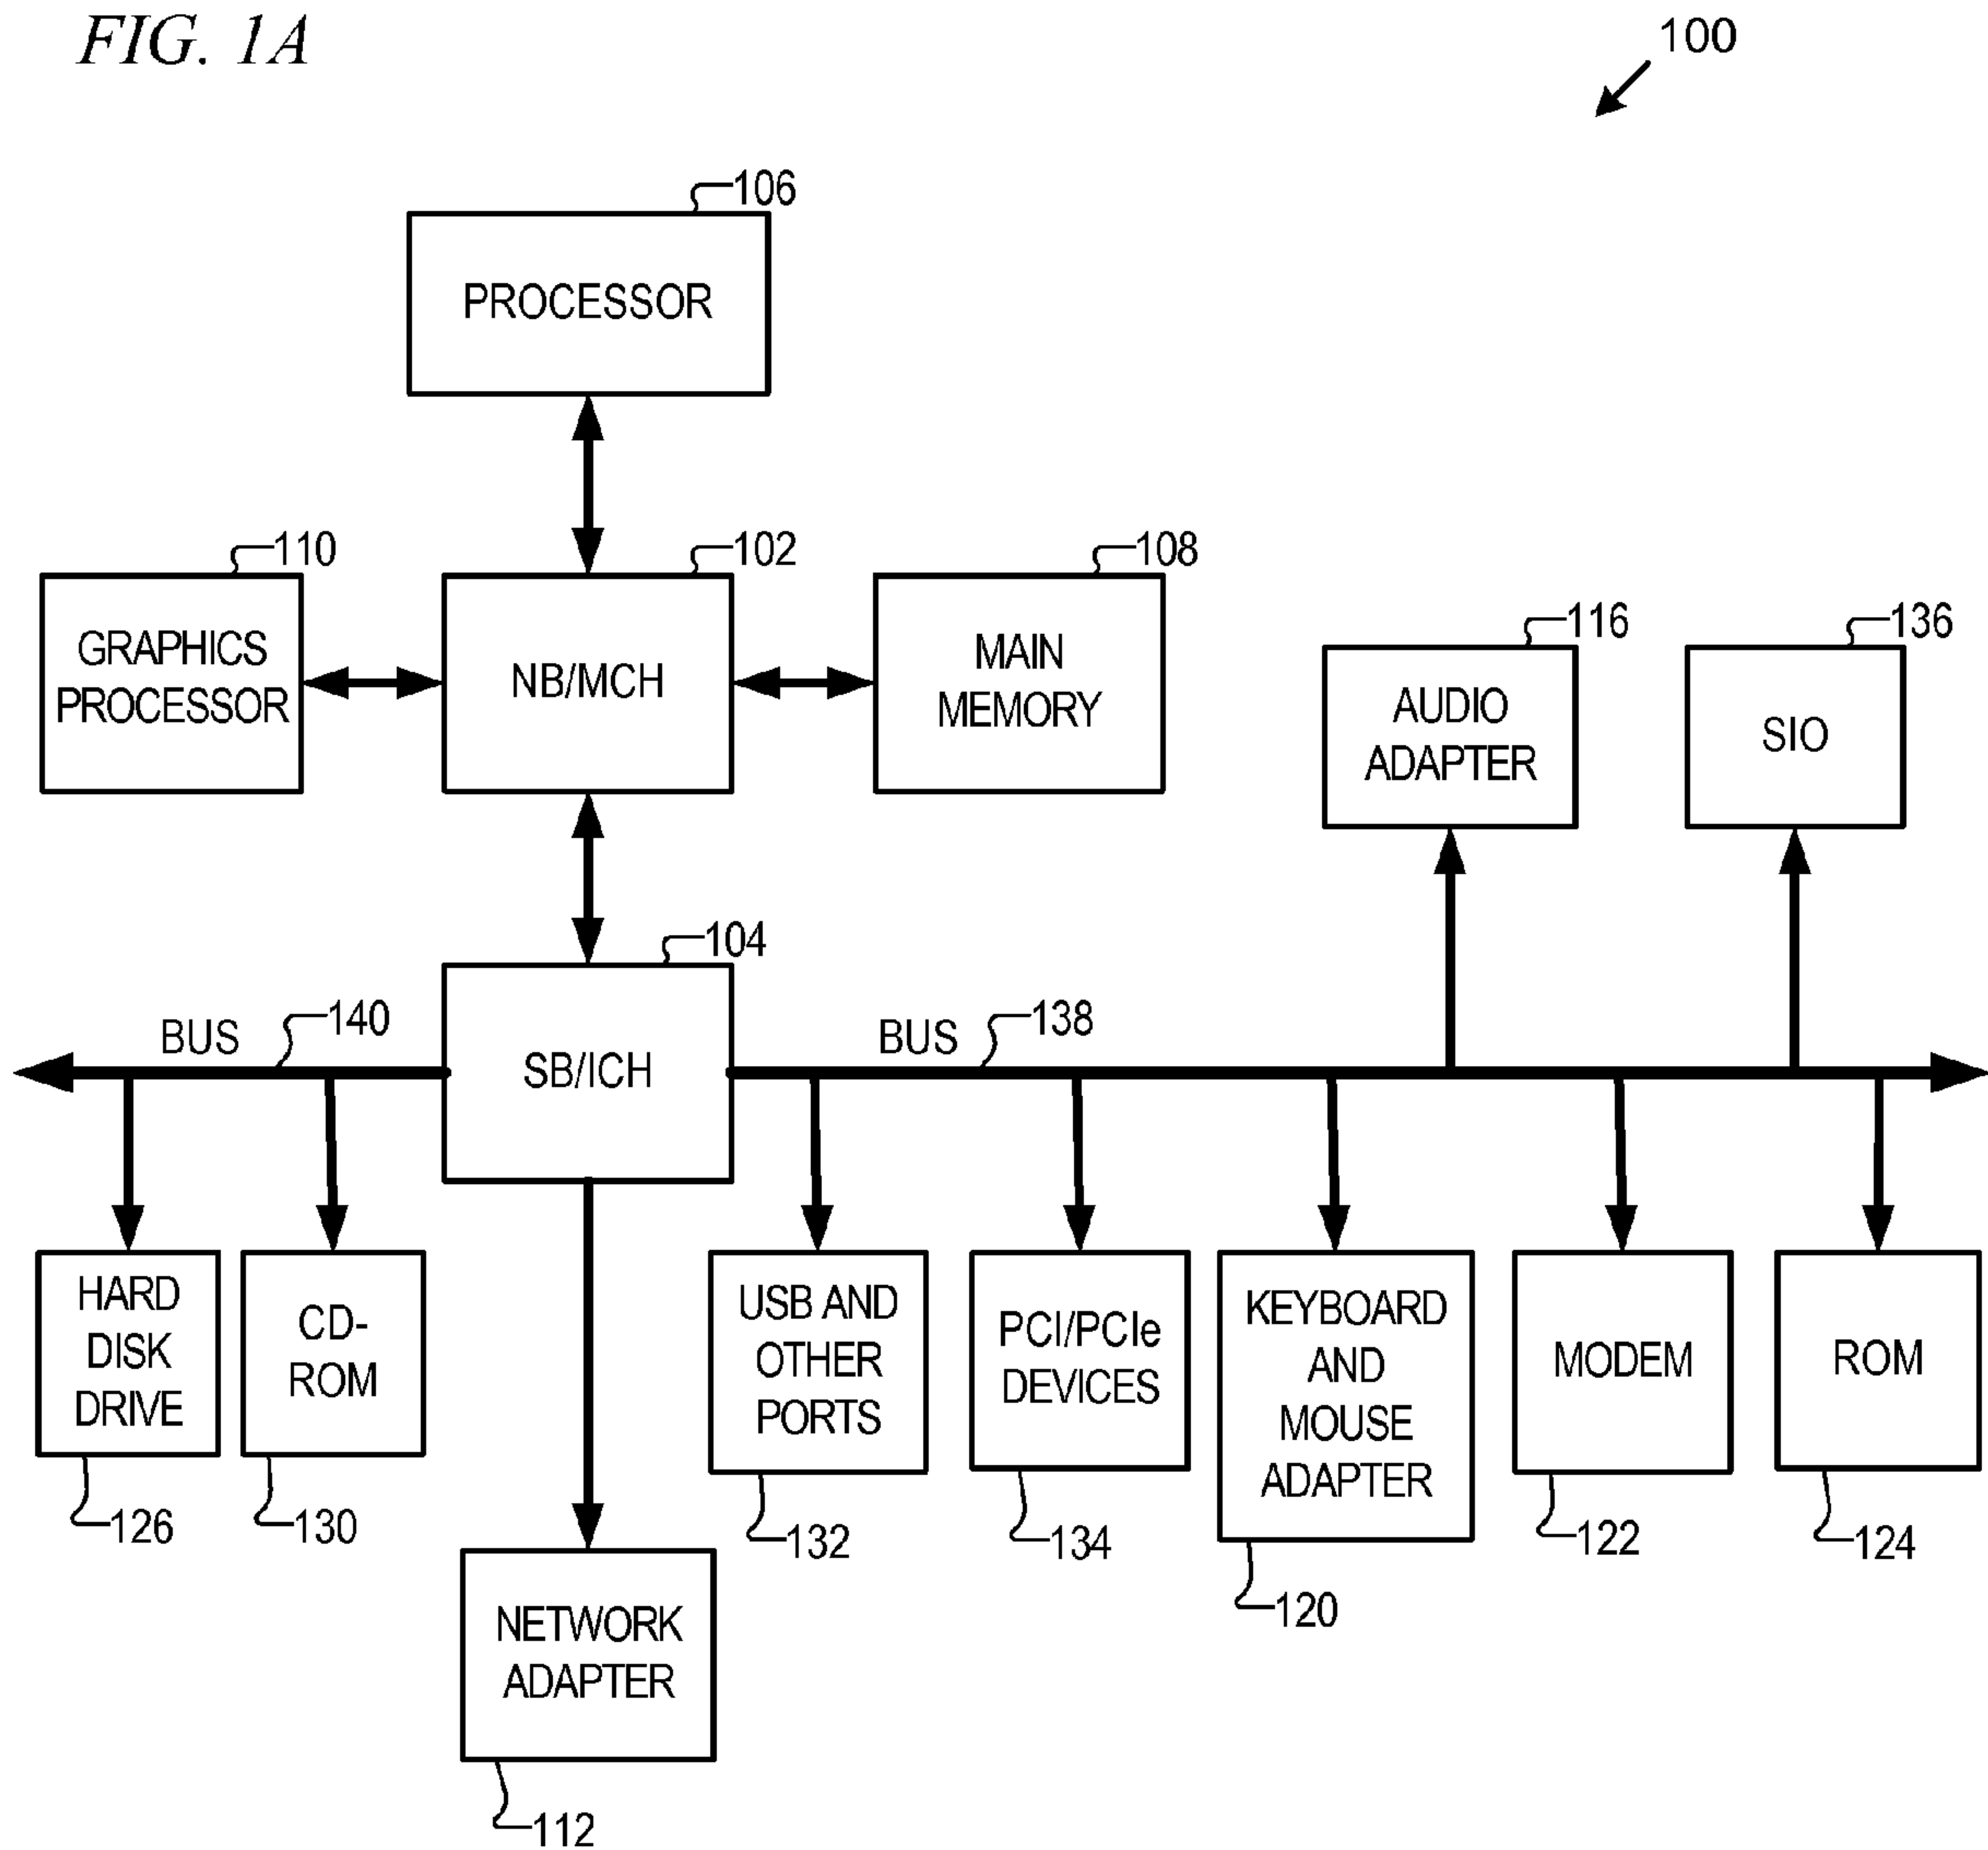 FIG. 1A
100
106
PROCESSOR
110
102
108
GRAPHICS
PROCESSOR
NB/MCH
MAIN
MEMORY
116
136
AUDIO
ADAPTER
SIO
104
BUS
140
SB/ICH
BUS
138
HARD
DISK
DRIVE
CD-
ROM
USB AND
OTHER
PORTS
PCI/PCIe
DEVICES
KEYBOARD
AND
MOUSE
ADAPTER
MODEM
ROM
126
130
132
134
120
122
124
NETWORK
ADAPTER
112